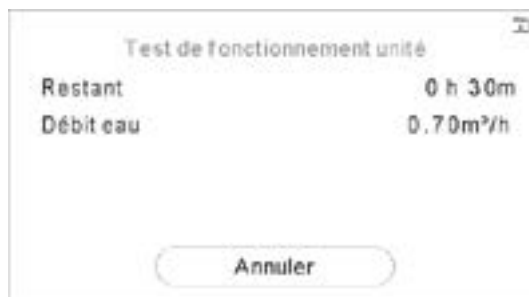 Test de fonctionnement unité
Restant 0 h 30m
Débit eau 0.70m³/h
Annuler